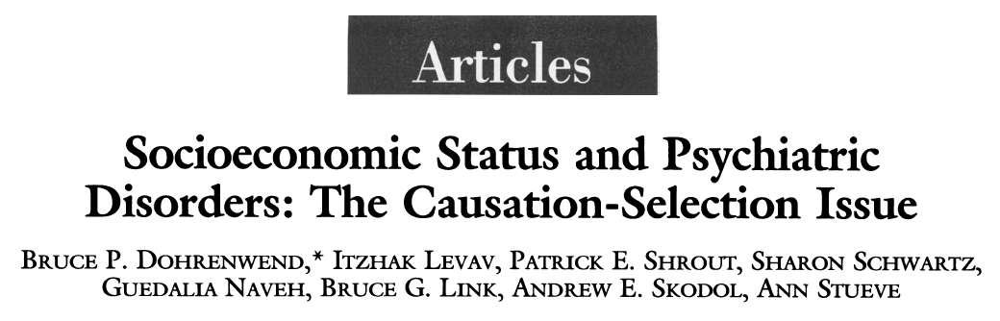 Articles
Socioeconomic Status and Psychiatric
Disorders: The Causation-Selection Issue
BRUCE P. DOHRENWEND,* ITZHAK LEVAV, PATRICK E. SHROUT, SHARON SCHWARTZ,
GUEDALIA NAVEH, BRUCE G. LINK, ANDREW E. SKODOL, ANN STUEVE